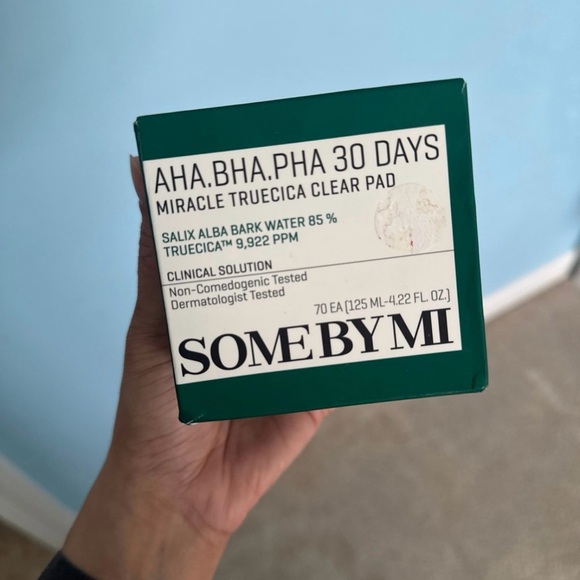 AHA.BHA.PHA 30 DAYS
MIRACLE TRUECICA CLEAR PAD
SALIX ALBA BARK WATER 85 %
TRUECICA™ 9,922 PPM
CLINICAL SOLUTION
Non-Comedogenic Tested
Dermatologist Tested
70 EA (125 ML-4.22 FL. OZ.)
SOME BY MI